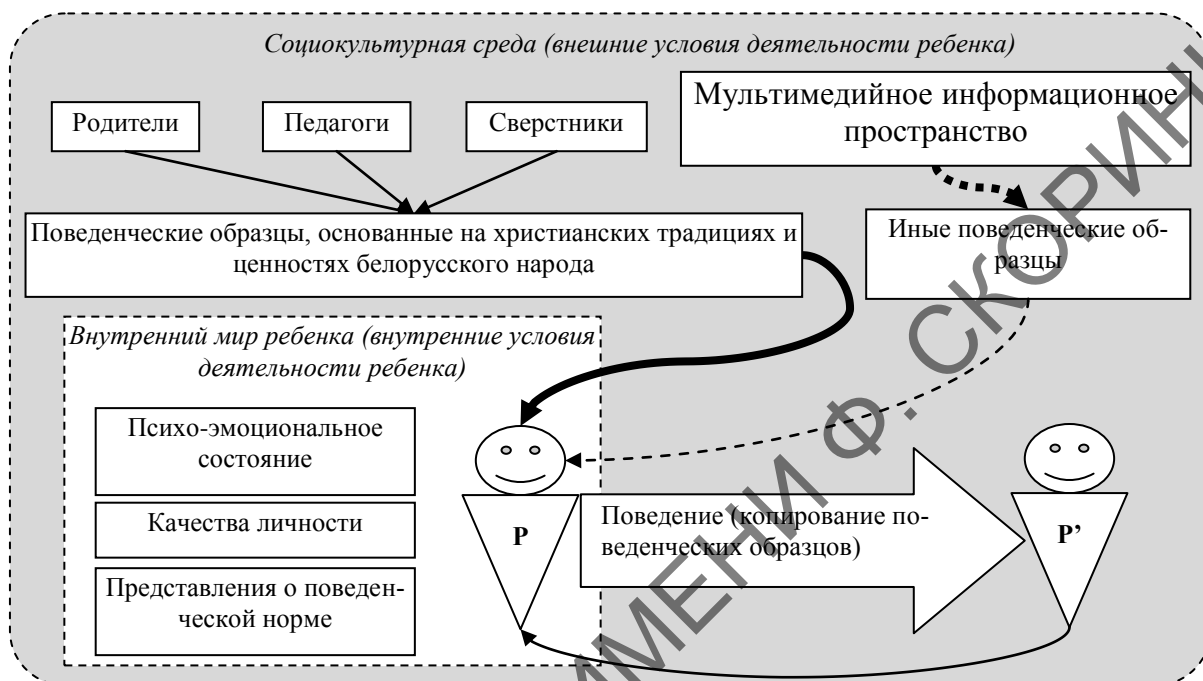 Социокультурная среда (внешние условия деятельности ребенка)
Родители
Педагоги
Сверстники
Мультимедийное информационное
пространство
Поведенческие образцы, основанные на христианских традициях и
ценностях белорусского народа
Иные поведенческие об-
разцы
Внутренний мир ребенка (внутренние условия
деятельности ребенка)
Психо-эмоциональное
состояние
Качества личности
Представления о поведен-
ческой норме
Р
Поведение (копирование по-
веденческих образцов)
Р’
ИМЕНИ Ф. СКОРИНЫ